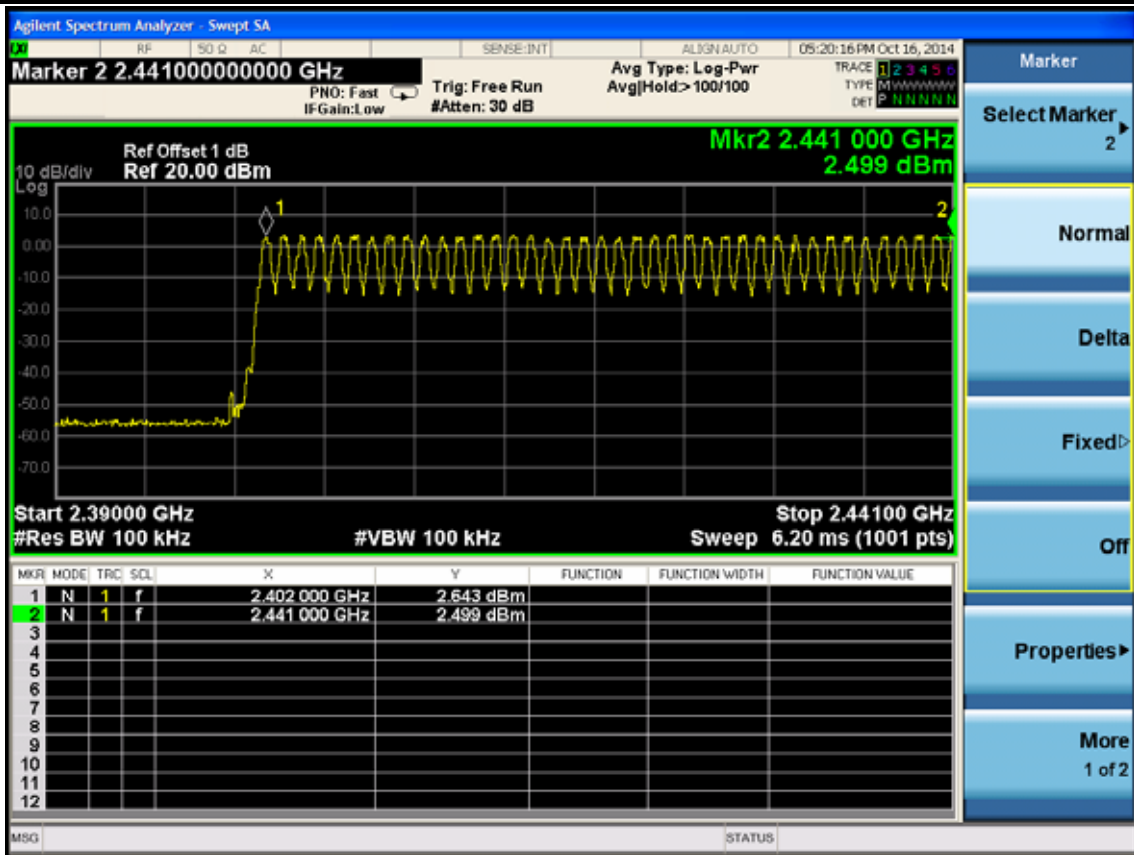 Agilent Spectrum Analyzer - Swept SA
RF 50 Ω AC SENSE:INT ALIGN AUTO 05:20:16 PM Oct 16, 2014
Marker 2 2.441000000000 GHz
PNO: Fast
IFGain:Low
Trig: Free Run
#Atten: 30 dB
Avg Type: Log-Pwr
Avg|Hold:>100/100
TRACE 1 2 3 4 5 6
TYPE M WWWWW
DET P N N N N N
Mkr2 2.441 000 GHz
2.499 dBm
Ref Offset 1 dB
10 dB/div Ref 20.00 dBm
Log
10.0
0.00
-10.0
-20.0
-30.0
-40.0
-50.0
-60.0
-70.0
1
2
Start 2.39000 GHz Stop 2.44100 GHz
#Res BW 100 kHz #VBW 100 kHz Sweep 6.20 ms (1001 pts)
MKR MODE TRC SCL X Y FUNCTION FUNCTION WIDTH FUNCTION VALUE
1 N 1 f 2.402 000 GHz 2.643 dBm
2 N 1 f 2.441 000 GHz 2.499 dBm
3
4
5
6
7
8
9
10
11
12
MSG STATUS
Marker
Select Marker
2
Normal
Delta
Fixed
Off
Properties
More
1 of 2